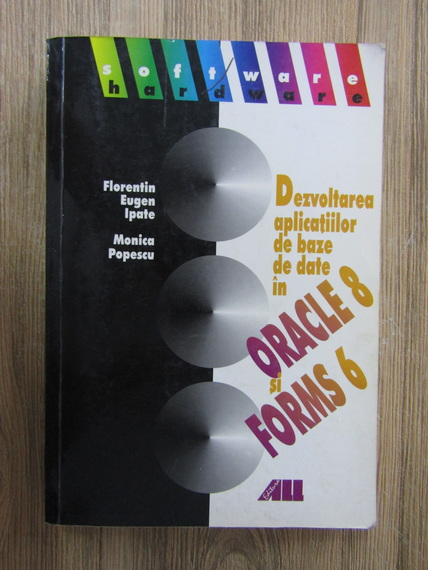 software
hardware
Florentin
Eugen
Ipate
Monica
Popescu
Dezvoltarea
aplicațiilor
de baze
de date
în
ORACLE 8
și
FORMS 6
Editura ALL